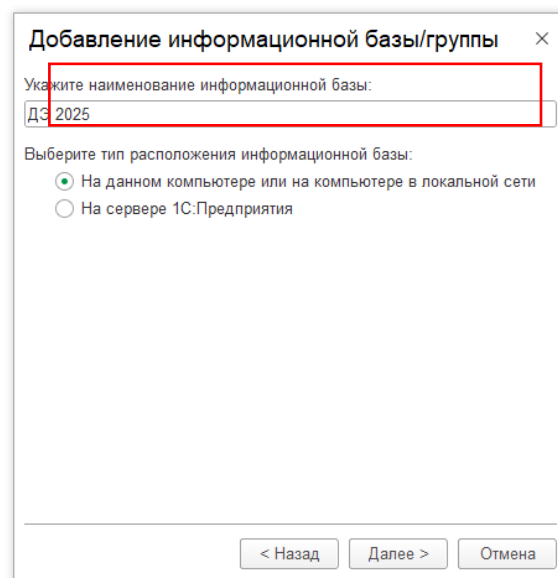 Добавление информационной базы/группы
Укажите наименование информационной базы:
ДЭ 2025
Выберите тип расположения информационной базы:
На данном компьютере или на компьютере в локальной сети
На сервере 1С:Предприятия
< Назад Далее > Отмена